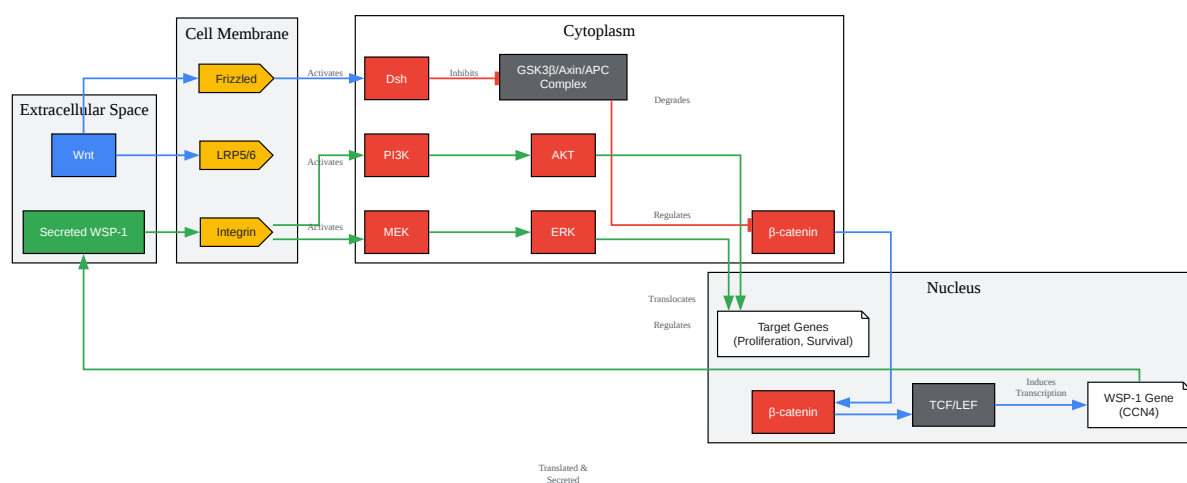 Cytoplasm
Cell Membrane
Extracellular Space
Frizzled
Activates
Dsh
Inhibits
GSK3β/Axin/APC
Complex
Degrades
Wnt
LRP5/6
Activates
PI3K
AKT
Secreted WSP-1
Integrin
Activates
MEK
ERK
Regulates
β-catenin
Nucleus
Translocates
Regulates
Target Genes
(Proliferation, Survival)
β-catenin
TCF/LEF
Induces
Transcription
WSP-1 Gene
(CCN4)
Translated &
Secreted